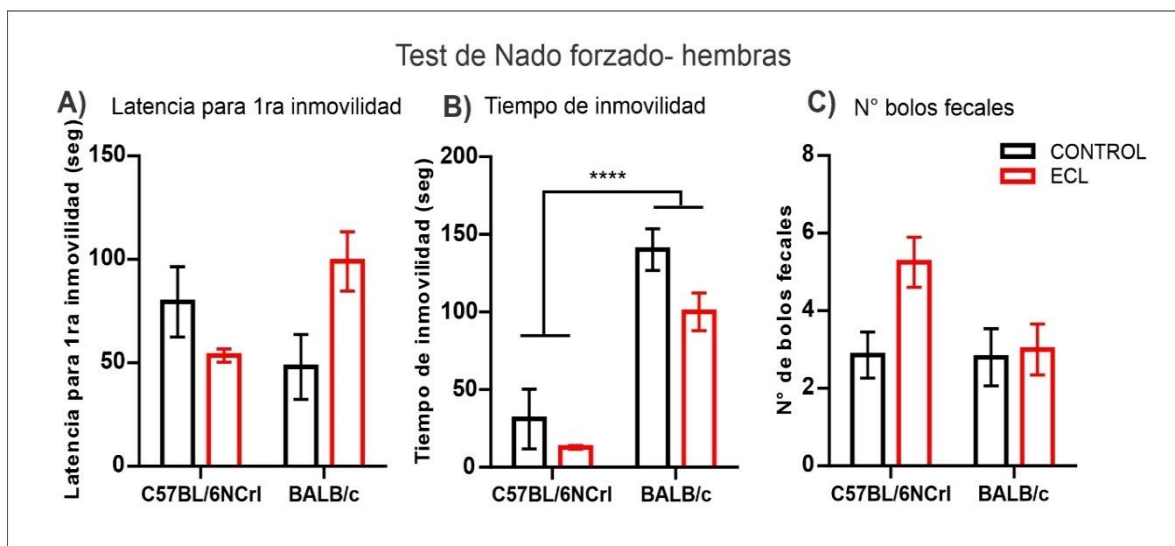 Test de Nado forzado- hembras
A) Latencia para 1ra inmovilidad
Latencia para 1ra inmovilidad (seg)
150
100
50
0
C57BL/6NCrl
BALB/c
B) Tiempo de inmovilidad
Tiempo de inmovilidad (seg)
200
150
100
50
0
****
C57BL/6NCrl
BALB/c
C) N° bolos fecales
N° de bolos fecales
8
6
4
2
0
CONTROL
ECL
C57BL/6NCrl
BALB/c